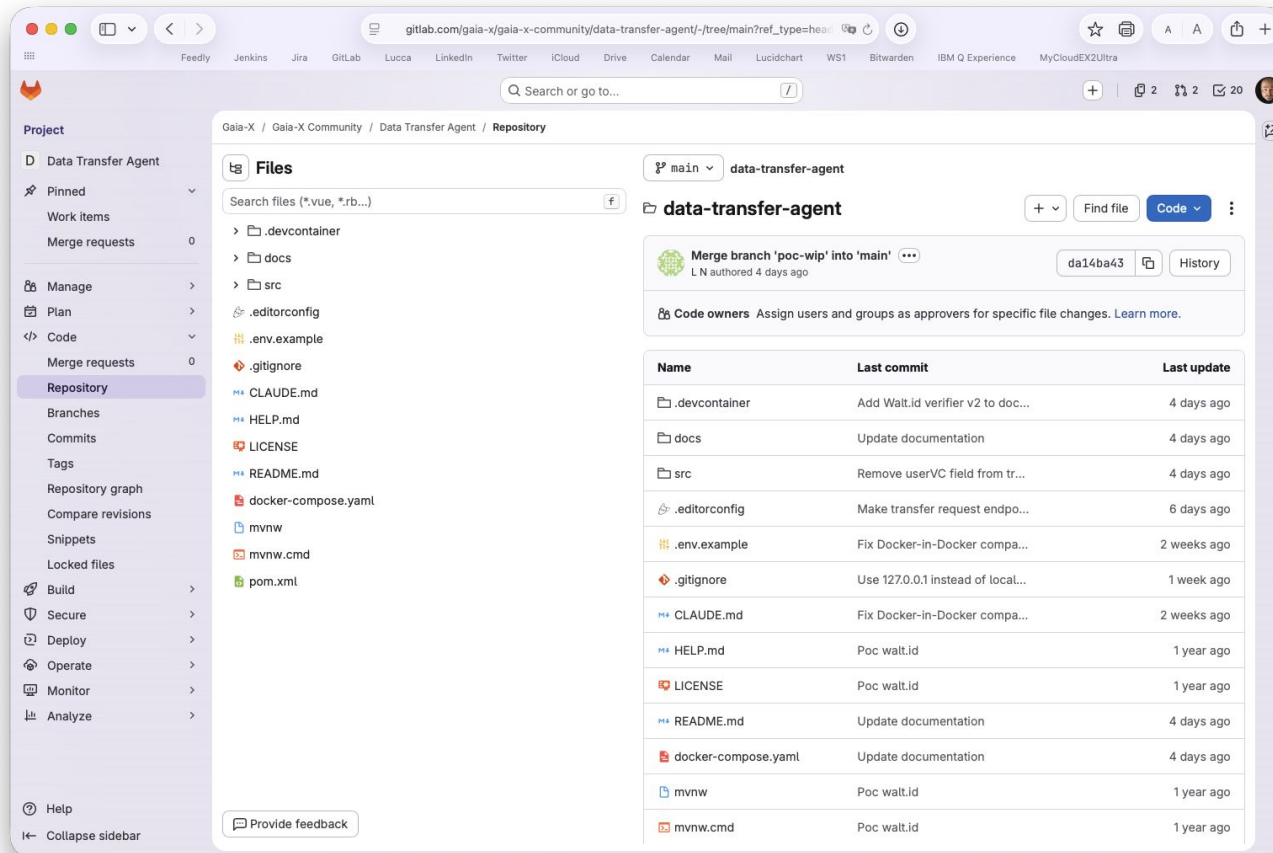 gitlab.com/gaia-x/gaia-x-community/data-transfer-agent/-/tree/main?ref_type=head
A A
Feedly Jenkins Jira GitLab Lucca LinkedIn Twitter iCloud Drive Calendar Mail Lucidchart WS1 Bitwarden IBM Q Experience MyCloudEX2Ultra
Search or go to... /
2 2 20
Project
D Data Transfer Agent
Pinned
Work items
Merge requests 0
Manage
Plan
Code
Merge requests 0
Repository
Branches
Commits
Tags
Repository graph
Compare revisions
Snippets
Locked files
Build
Secure
Deploy
Operate
Monitor
Analyze
Help
Collapse sidebar
Gaia-X / Gaia-X Community / Data Transfer Agent / Repository
Files
Search files (*.vue, *.rb...) f
.devcontainer
docs
src
.editorconfig
.env.example
.gitignore
CLAUDE.md
HELP.md
LICENSE
README.md
docker-compose.yaml
mvnw
mvnw.cmd
pom.xml
Provide feedback
main data-transfer-agent
data-transfer-agent
Find file Code
Merge branch 'poc-wip' into 'main'
L N authored 4 days ago
da14ba43 History
Code owners Assign users and groups as approvers for specific file changes. Learn more.
Name Last commit Last update
.devcontainer Add Walt.id verifier v2 to doc... 4 days ago
docs Update documentation 4 days ago
src Remove userVC field from tr... 4 days ago
.editorconfig Make transfer request endpo... 6 days ago
.env.example Fix Docker-in-Docker compa... 2 weeks ago
.gitignore Use 127.0.0.1 instead of local... 1 week ago
CLAUDE.md Fix Docker-in-Docker compa... 2 weeks ago
HELP.md Poc walt.id 1 year ago
LICENSE Poc walt.id 1 year ago
README.md Update documentation 4 days ago
docker-compose.yaml Update documentation 4 days ago
mvnw Poc walt.id 1 year ago
mvnw.cmd Poc walt.id 1 year ago